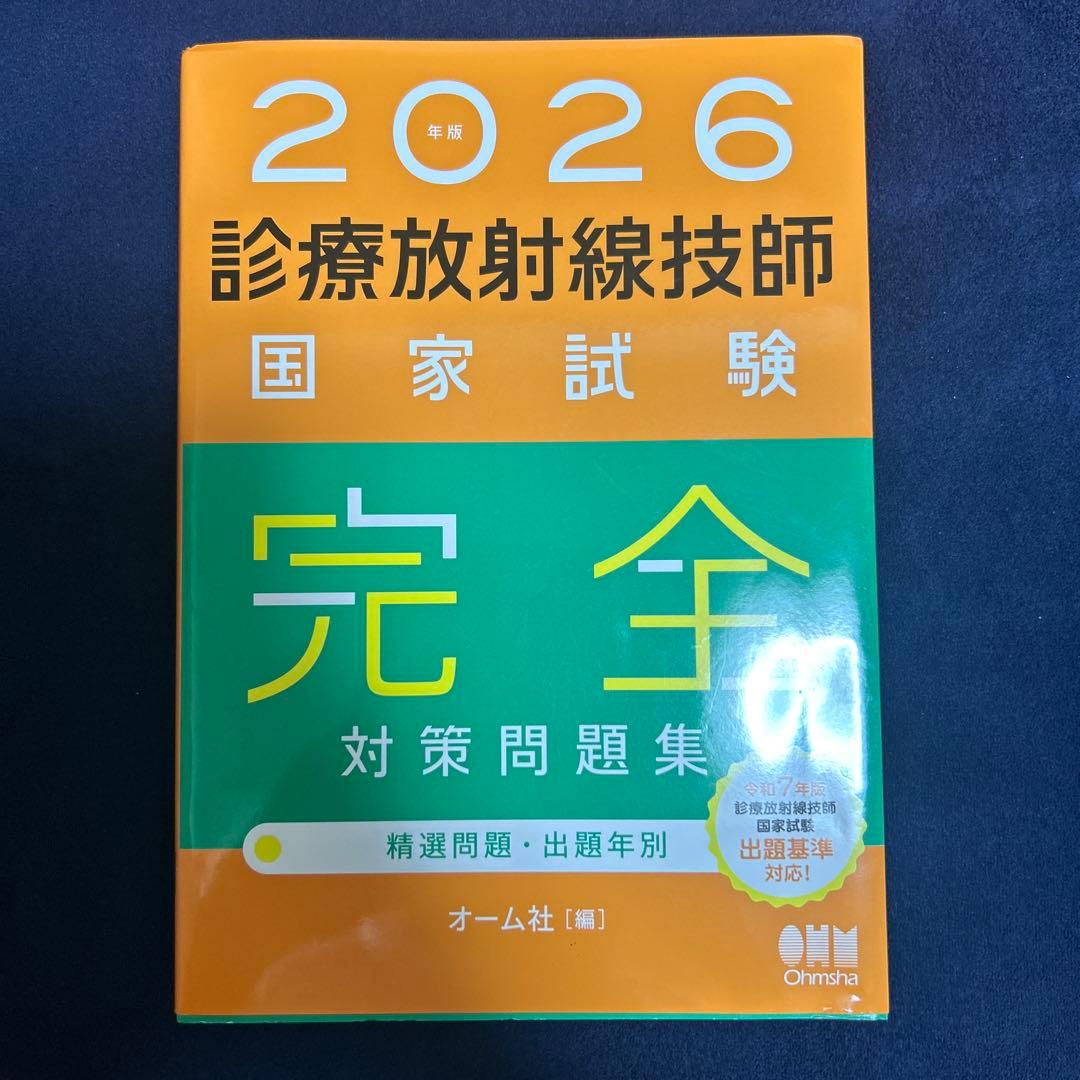 2026
年版
診療放射線技師
国家試験
完全
対策問題集
精選問題・出題年別
令和7年版
診療放射線技師
国家試験
出題基準
対応!
オーム社[編]
OHM
Ohmsha